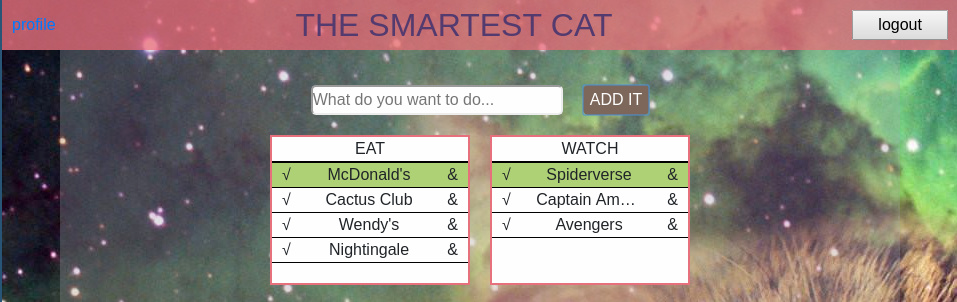 profile
THE SMARTEST CAT
logout
What do you want to do...
ADD IT
EAT
√ McDonald's &
√ Cactus Club &
√ Wendy's &
√ Nightingale &
WATCH
√ Spiderverse &
√ Captain Am… &
√ Avengers &